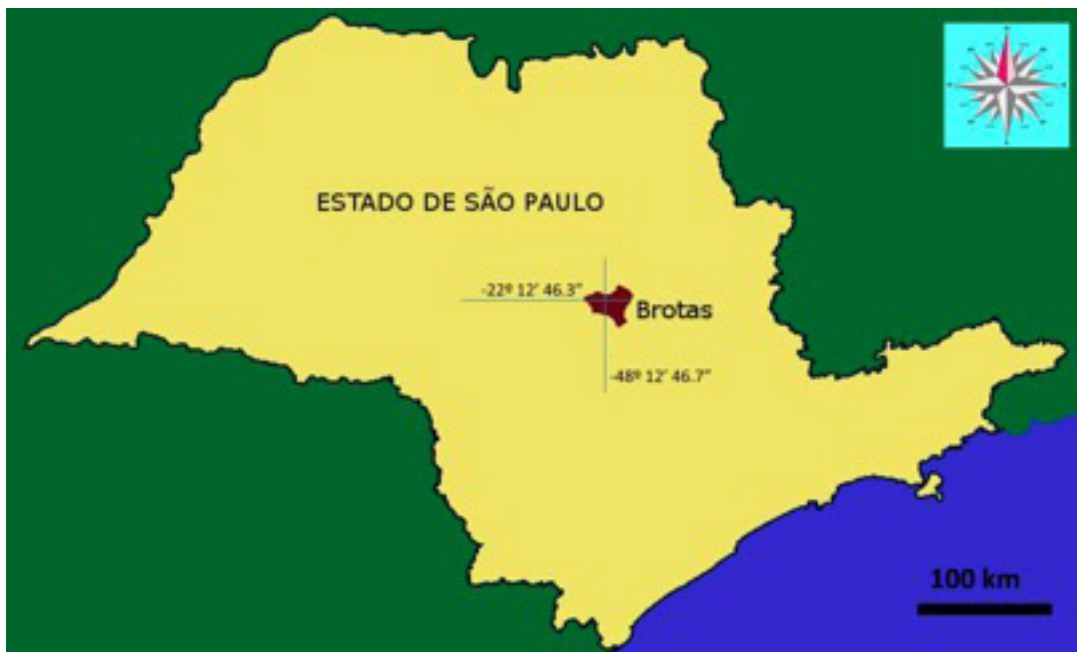 ESTADO DE SÃO PAULO
-22º 12' 46.3"
Brotas
-48º 12' 46.7"
100 km